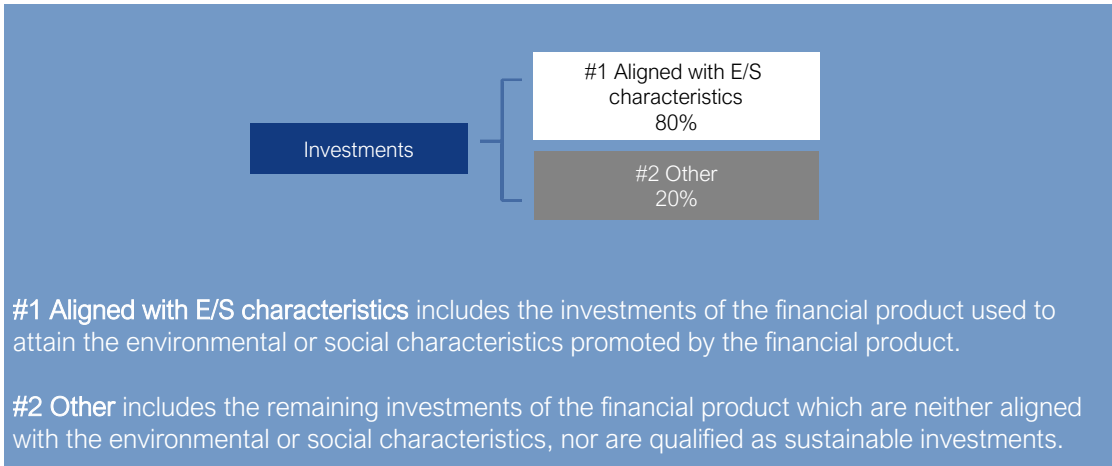 #1 Aligned with E/S
characteristics
80%
Investments
#2 Other
20%
#1 Aligned with E/S characteristics includes the investments of the financial product used to
attain the environmental or social characteristics promoted by the financial product.
#2 Other includes the remaining investments of the financial product which are neither aligned
with the environmental or social characteristics, nor are qualified as sustainable investments.